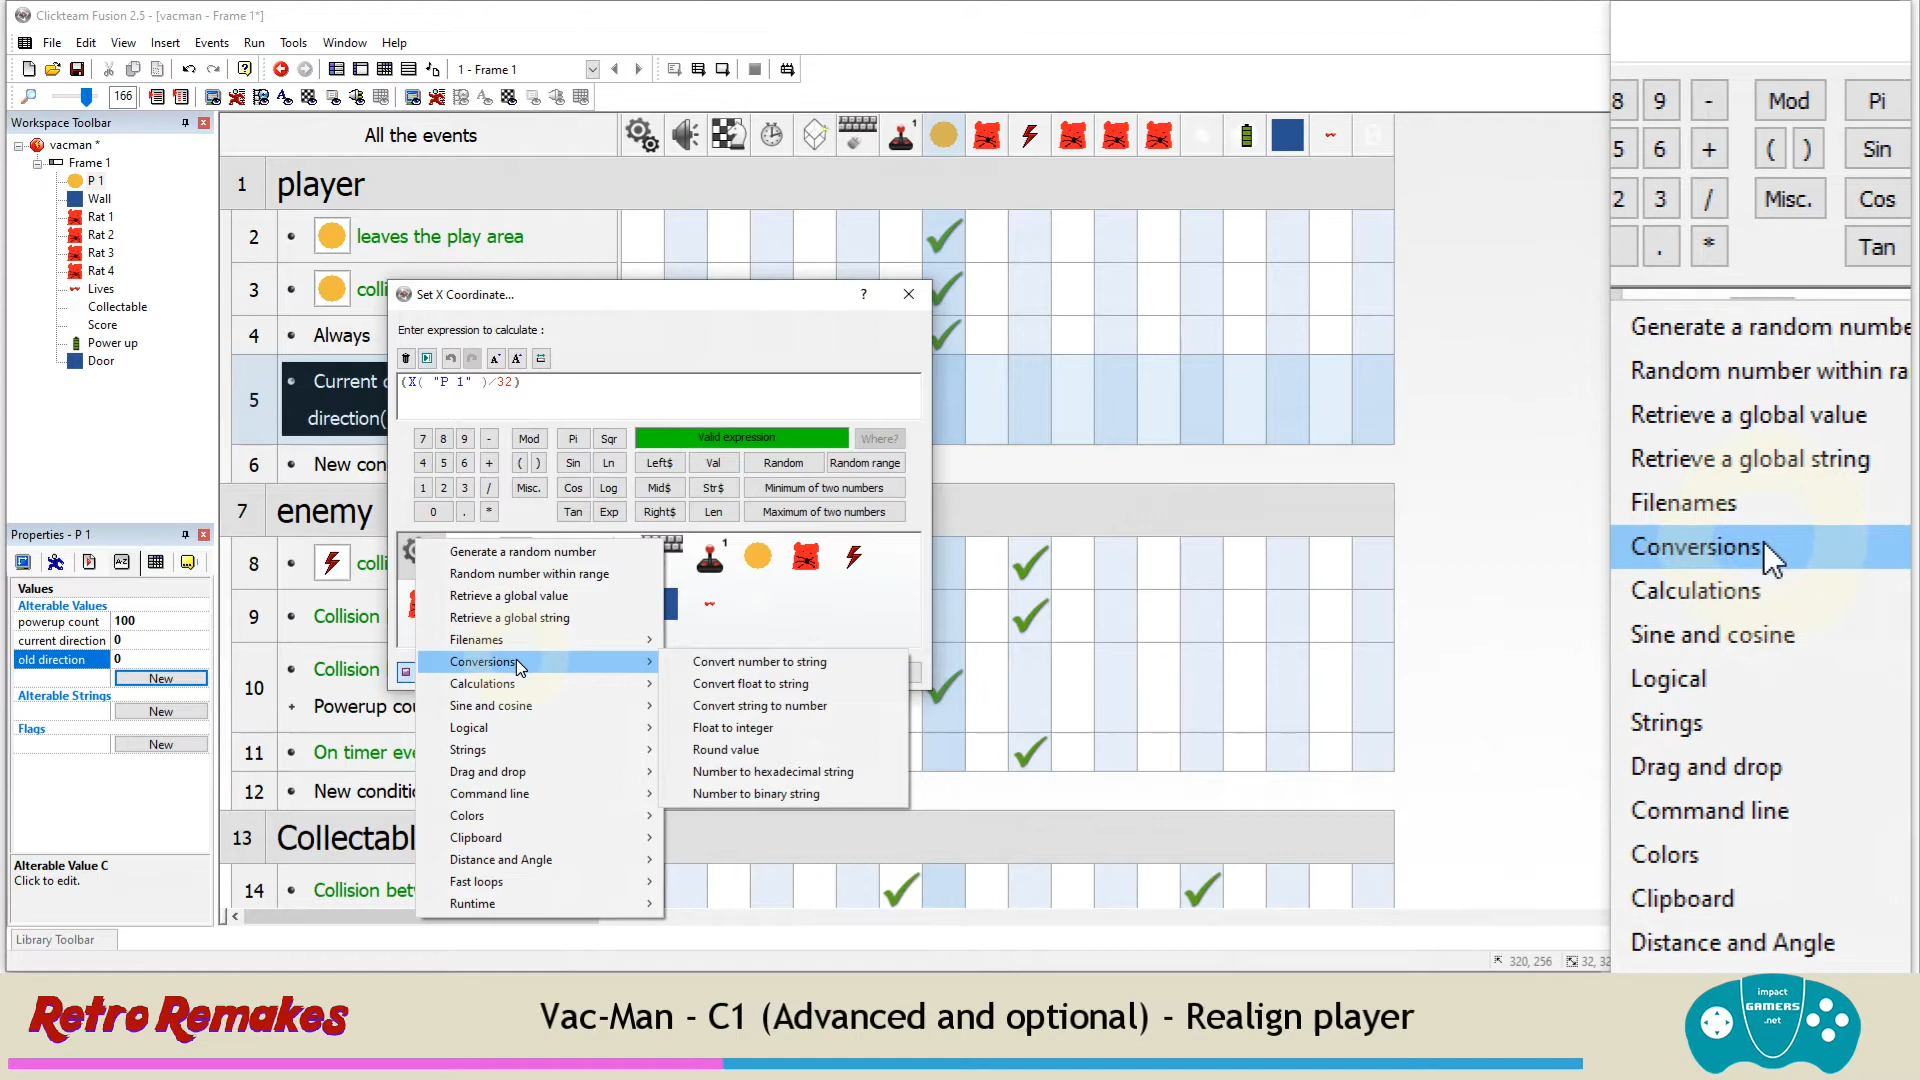 Clickteam Fusion 2.5 - [vacman - Frame 1*]
File Edit View Insert Events Run Tools Window Help
1 - Frame 1
166
Workspace Toolbar
vacman *
Frame 1
P 1
Wall
Rat 1
Rat 2
Rat 3
Rat 4
Lives
Collectable
Score
Power up
Door
Properties - P 1
Values
Alterable Values
powerup count 100
current direction 0
old direction 0
New
Alterable Strings
New
Flags
New
Alterable Value C
Click to edit.
Library Toolbar
All the events
1
1 player
2 • leaves the play area
3 • colli
4 • Always
5 • Current
direction(
6 • New con
7 enemy
8 • colli
9 • Collision
10 • Collision
+ Powerup cou
11 • On timer eve
12 • New conditi
13 Collectabl
14 • Collision bet
Set X Coordinate...
?
Enter expression to calculate :
(X( "P 1" )/32)
7 8 9 - Mod Pi Sqr Valid expression Where?
4 5 6 + ( ) Sin Ln Left$ Val Random Random range
1 2 3 / Misc. Cos Log Mid$ Str$ Minimum of two numbers
0 . * Tan Exp Right$ Len Maximum of two numbers
1
Generate a random number
Random number within range
Retrieve a global value
Retrieve a global string
Filenames
Conversions
Calculations
Sine and cosine
Logical
Strings
Drag and drop
Command line
Colors
Clipboard
Distance and Angle
Fast loops
Runtime
Convert number to string
Convert float to string
Convert string to number
Float to integer
Round value
Number to hexadecimal string
Number to binary string
320, 256
32, 32
8 9 - Mod Pi
5 6 + ( ) Sin
2 3 / Misc. Cos
. * Tan
Generate a random numbe
Random number within ra
Retrieve a global value
Retrieve a global string
Filenames
Conversions
Calculations
Sine and cosine
Logical
Strings
Drag and drop
Command line
Colors
Clipboard
Distance and Angle
Retro Remakes
Vac-Man - C1 (Advanced and optional) - Realign player
impact
GAMERS
.net